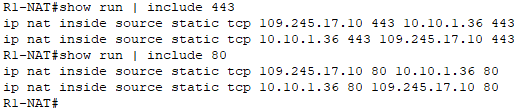 R1-NAT#show run | include 443
ip nat inside source static tcp 109.245.17.10 443 10.10.1.36 443
ip nat inside source static tcp 10.10.1.36 443 109.245.17.10 443
R1-NAT#show run | include 80
ip nat inside source static tcp 109.245.17.10 80 10.10.1.36 80
ip nat inside source static tcp 10.10.1.36 80 109.245.17.10 80
R1-NAT#